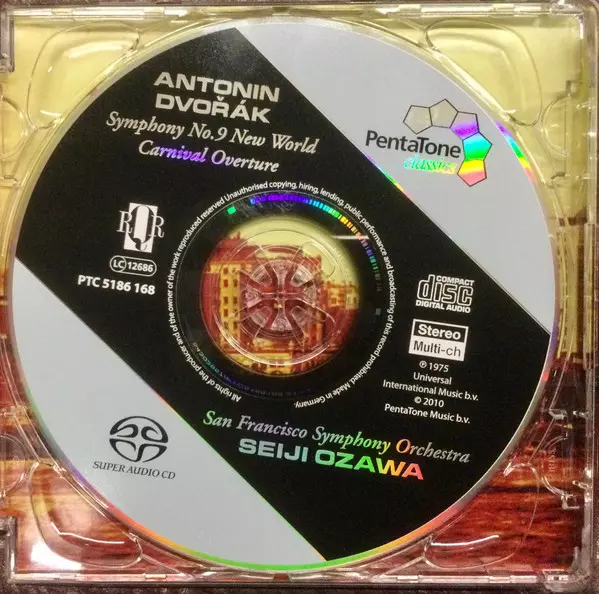 ANTONIN
DVOŘÁK
Symphony No.9 New World
Carnival Overture
PentaTone
classics
RQR
LC 12686
PTC 5186 168
COMPACT
disc
DIGITAL AUDIO
Stereo
Multi-ch
℗ 1975
Universal
International Music b.v.
© 2010
PentaTone Music b.v.
All rights of the producer and of the owner of the work reproduced reserved Unauthorised copying, hiring, lending, public performance and broadcasting of this record prohibited. Made in Germany.
San Francisco Symphony Orchestra
SEIJI OZAWA
SUPER AUDIO CD